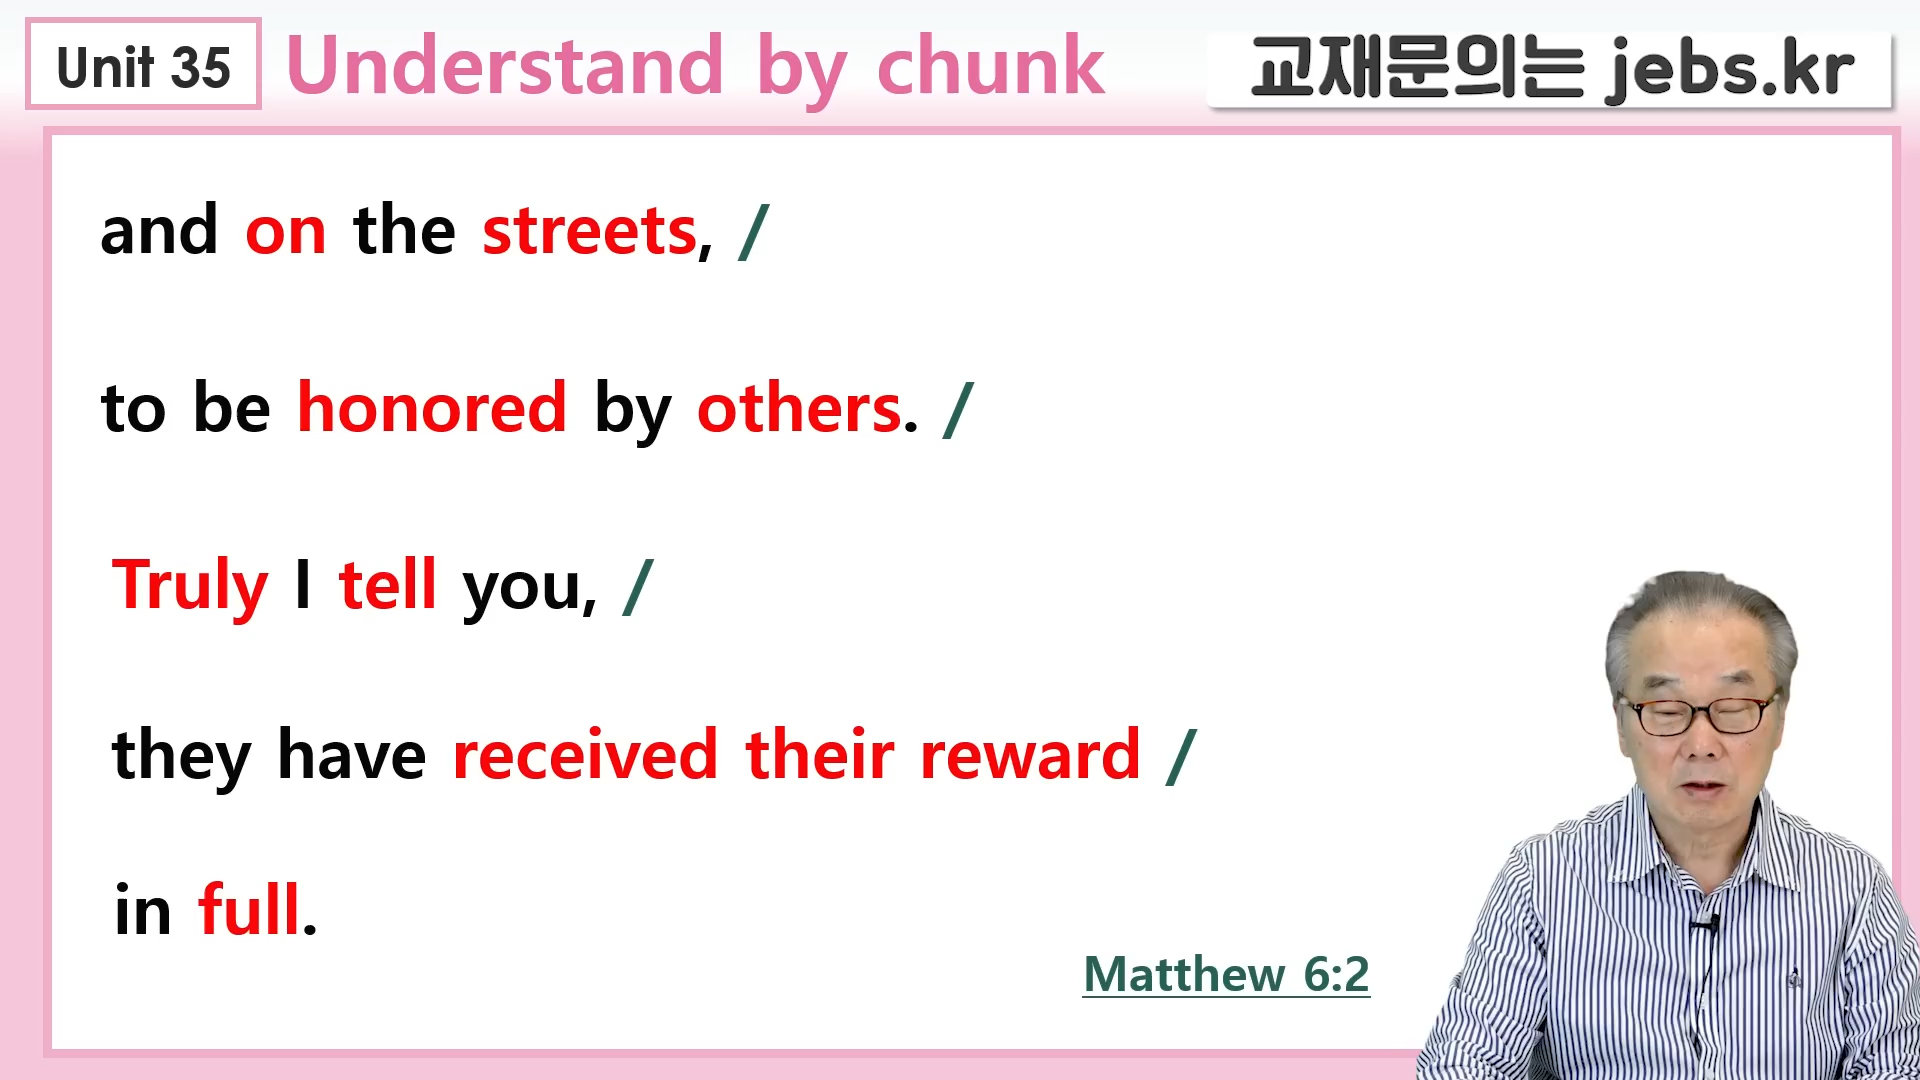 Unit 35 Understand by chunk 교재문의는 jebs.kr
and on the streets, /
to be honored by others. /
Truly I tell you, /
they have received their reward /
in full.
Matthew 6:2